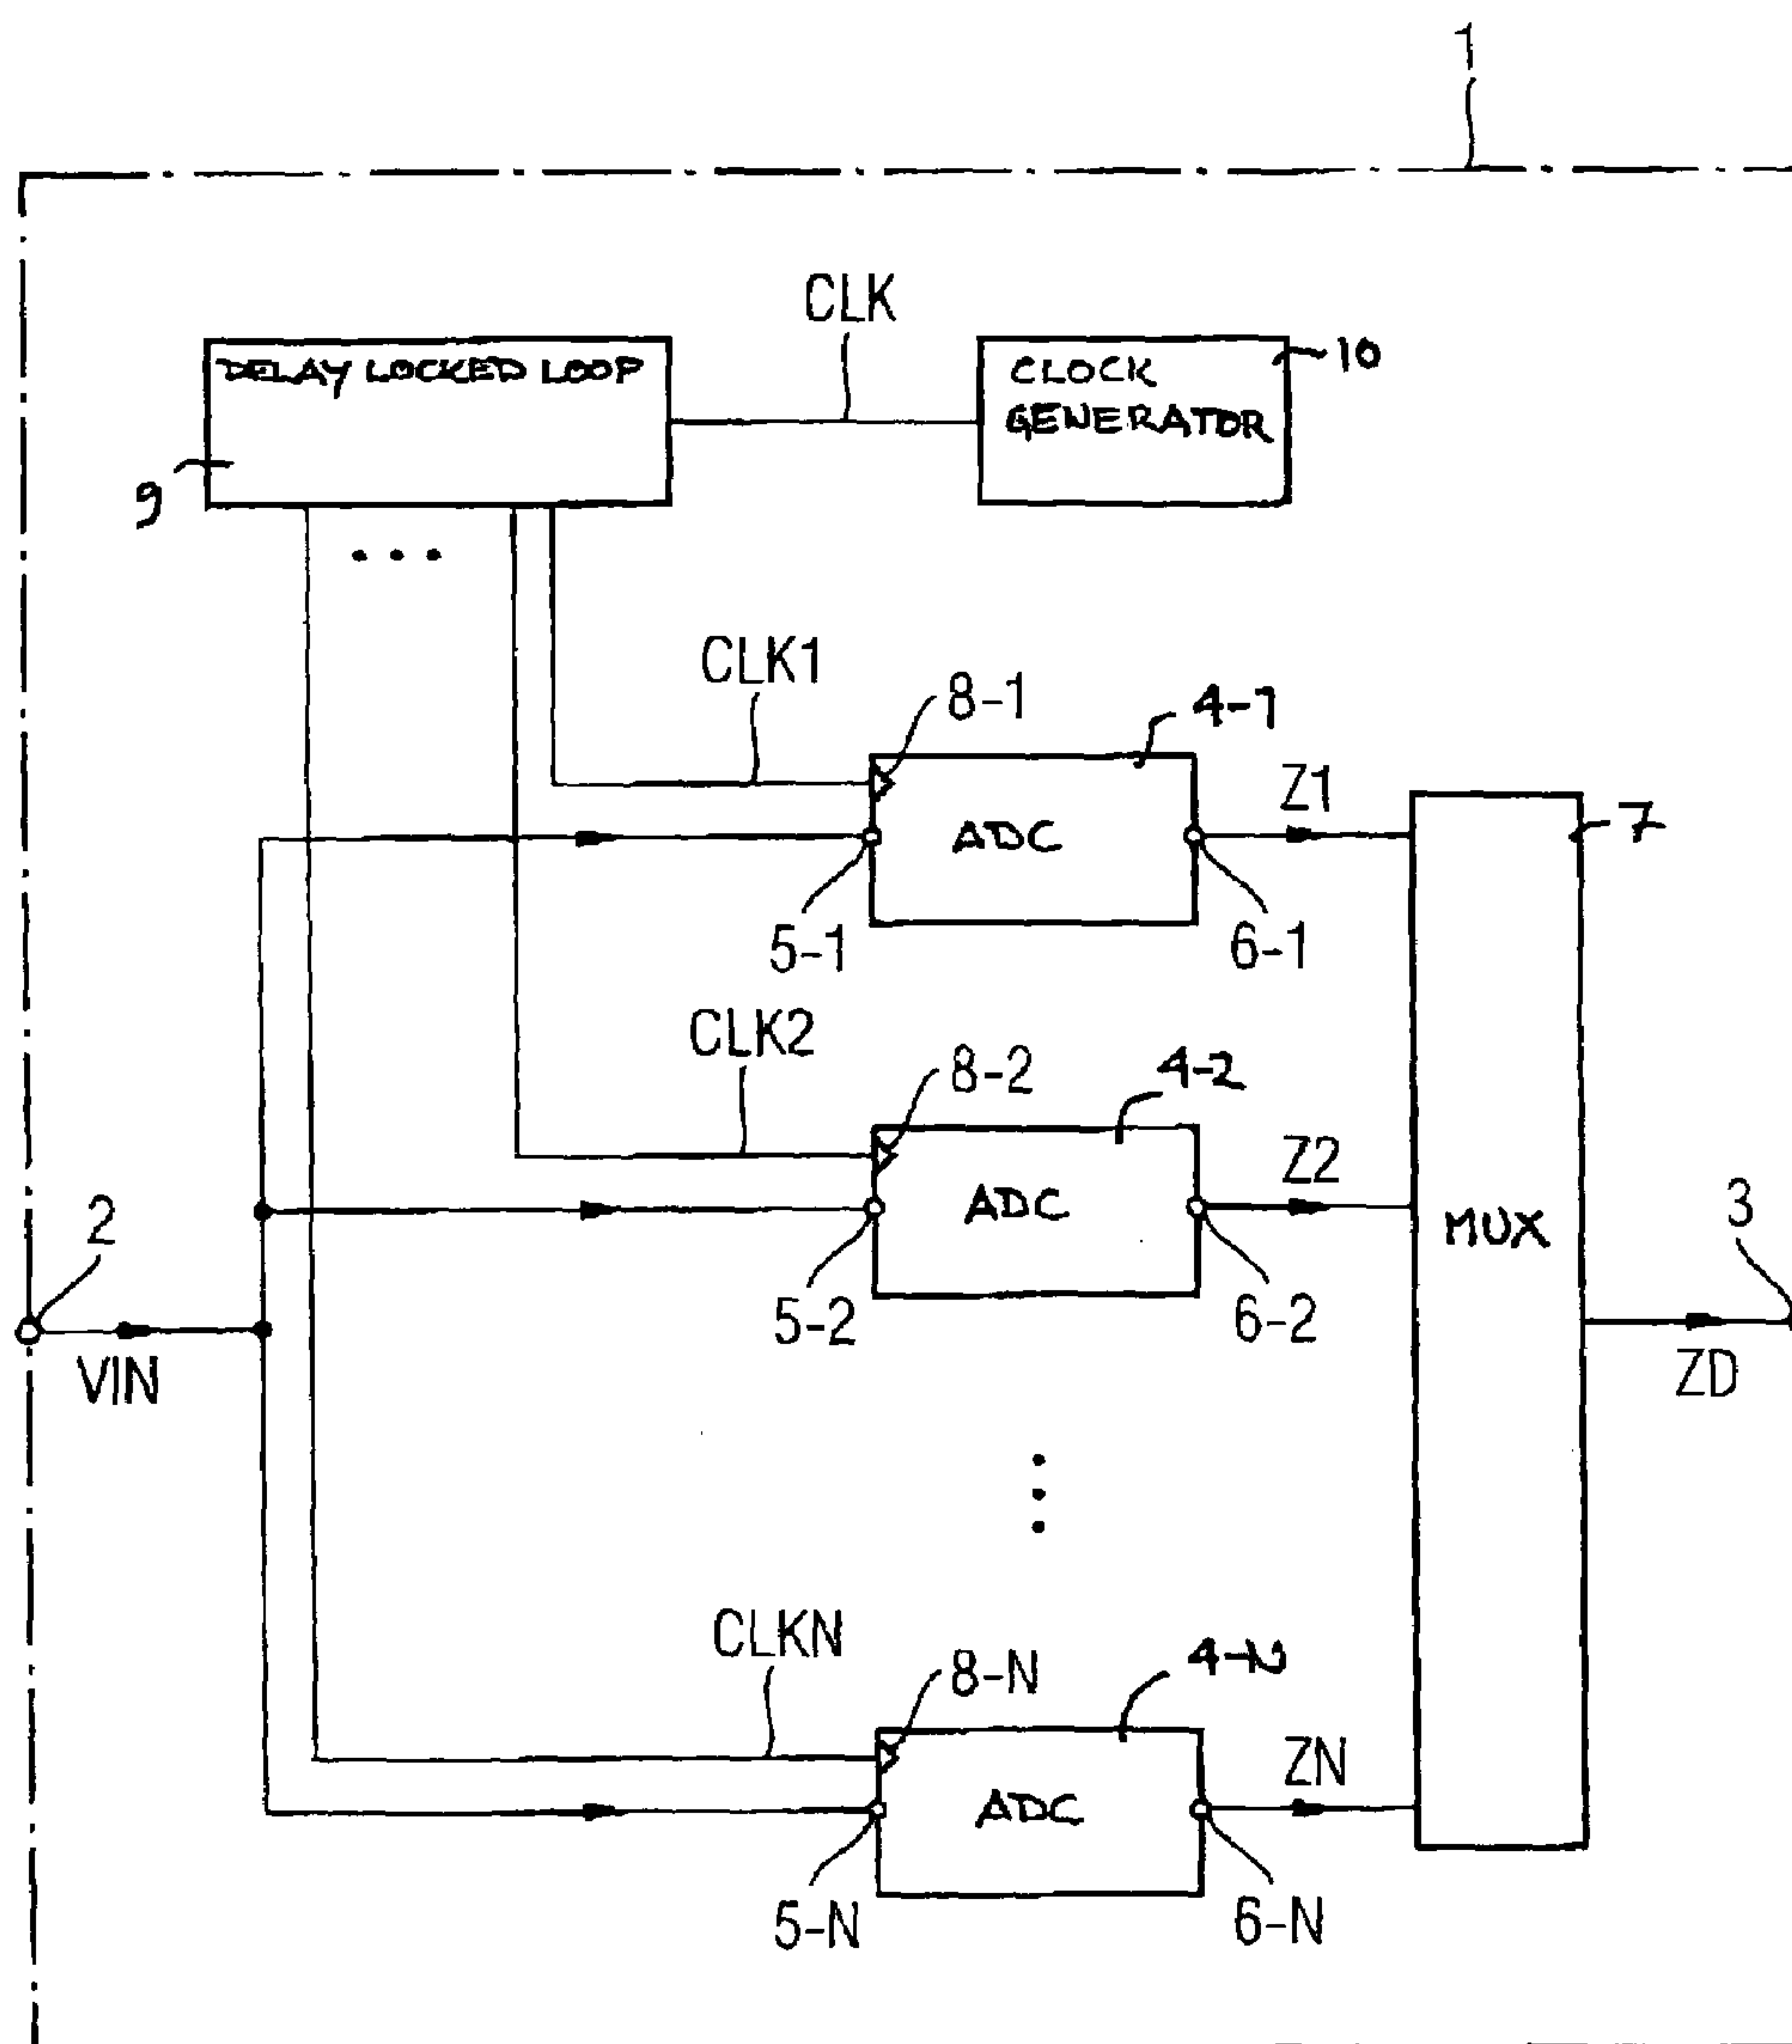 1
CLK
DELAY LOCKED LOOP
CLOCK
GENERATOR
10
9
CLK1
8-1
4-1
Z1
7
ADC
5-1
6-1
CLK2
8-2
4-2
Z2
ADC
MUX
2
3
5-2
6-2
VIN
ZD
CLKN
8-N
4-N
ZN
ADC
5-N
6-N